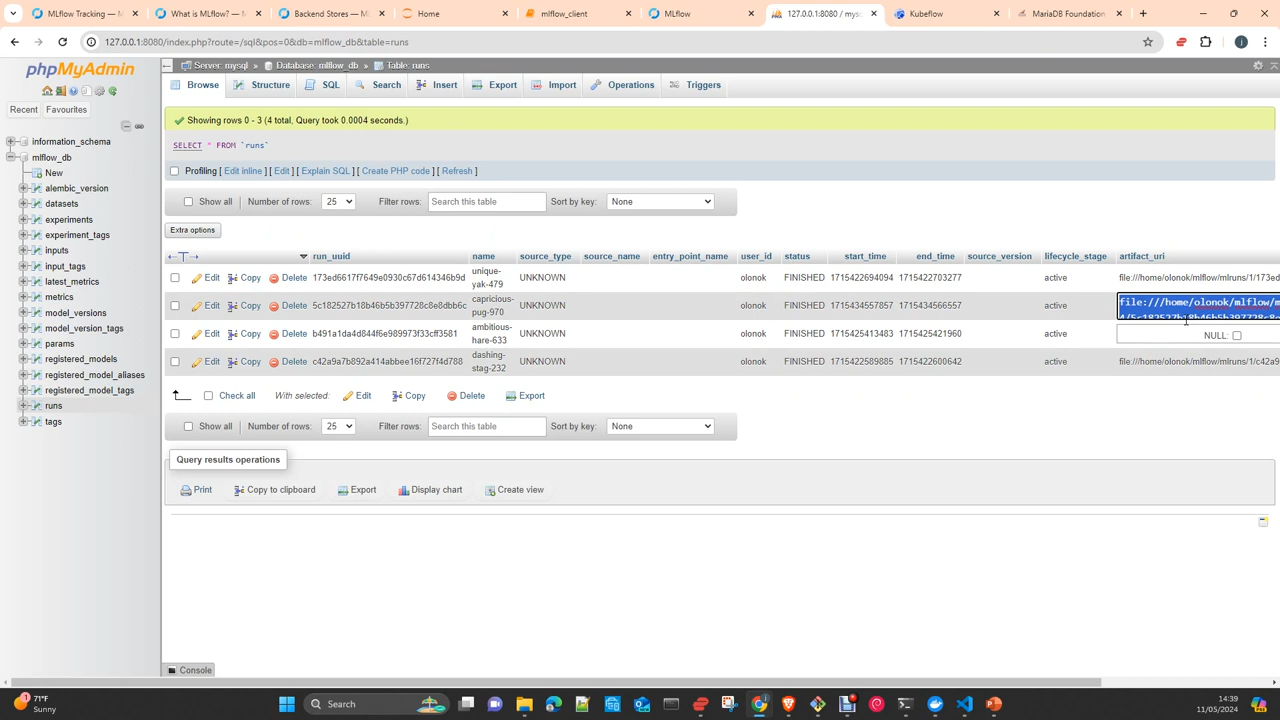 MLflow Tracking — ML
What is MLflow? — ML
Backend Stores — ML
Home
mlflow_client
MLflow
127.0.0.1:8080 / mysql
Kubeflow
MariaDB Foundation
127.0.0.1:8080/index.php?route=/sql&pos=0&db=mlflow_db&table=runs
phpMyAdmin
Recent
Favourites
information_schema
mlflow_db
New
alembic_version
datasets
experiments
experiment_tags
inputs
input_tags
latest_metrics
metrics
model_versions
model_version_tags
params
registered_models
registered_model_aliases
registered_model_tags
runs
tags
Server: mysql » Database: mlflow_db » Table: runs
Browse Structure SQL Search Insert Export Import Operations Triggers
Showing rows 0 - 3 (4 total, Query took 0.0004 seconds.)
SELECT * FROM `runs`
Profiling [ Edit inline ] [ Edit ] [ Explain SQL ] [ Create PHP code ] [ Refresh ]
Show all | Number of rows: 25 Filter rows: Search this table Sort by key: None
Extra options
run_uuid name source_type source_name entry_point_name user_id status start_time end_time source_version lifecycle_stage artifact_uri
Edit Copy Delete 173ed6617f7649e0930c67d614346b9d unique-yak-479 UNKNOWN olonok FINISHED 1715422694094 1715422703277 active file://home/olonok/mlflow/mlruns/1/173ed
Edit Copy Delete 5c182527b18b46b5b397728c8e8dbb6c capricious-pug-970 UNKNOWN olonok FINISHED 1715434557857 1715434566557 active file:///home/olonok/mlflow/m
4/5c182527b18b46b5b397728c8e
NULL:
Edit Copy Delete b491a1da4d844f6e989973f33cff3581 ambitious-hare-633 UNKNOWN olonok FINISHED 1715425413483 1715425421960 active
Edit Copy Delete c42a9a7b892a414abbee16f727f4d788 dashing-stag-232 UNKNOWN olonok FINISHED 1715422589885 1715422600642 active file:///home/olonok/mlflow/mlruns/1/c42a9
Check all With selected: Edit Copy Delete Export
Show all | Number of rows: 25 Filter rows: Search this table Sort by key: None
Query results operations
Print Copy to clipboard Export Display chart Create view
Console
71°F
Sunny
Search
14:39
11/05/2024